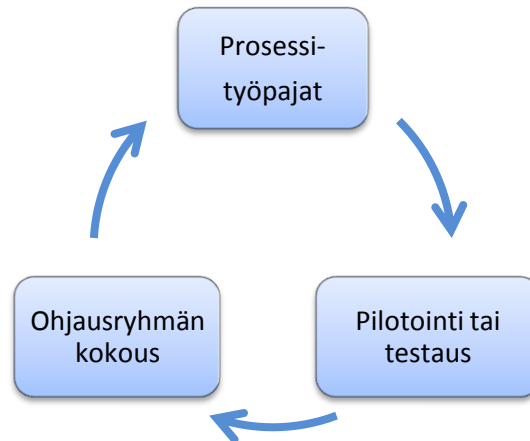 Prosessi-
työpajat
Pilotointi tai
testaus
Ohjausryhmän
kokous